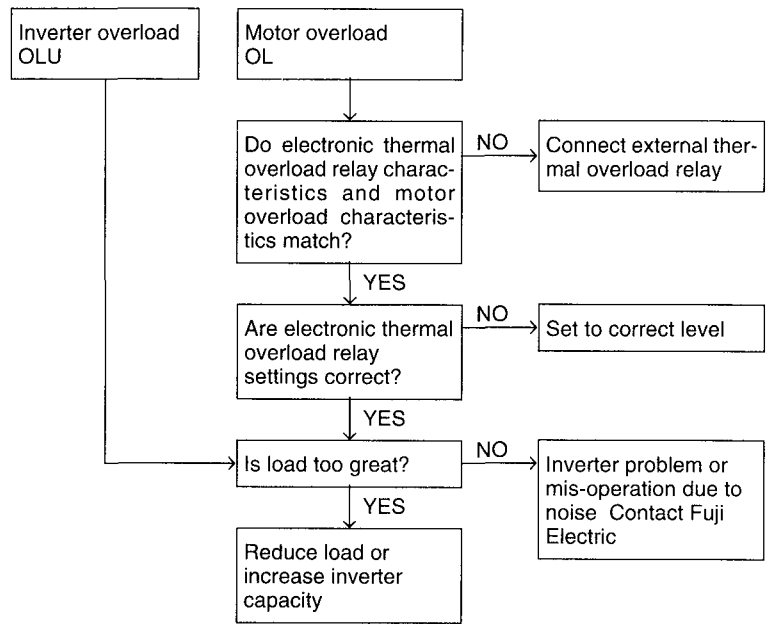 Inverter overload
OLU
Motor overload
OL
Do electronic thermal
overload relay charac-
teristics and motor
overload characteris-
tics match?
NO
Connect external ther-
mal overload relay
YES
Are electronic thermal
overload relay
settings correct?
NO
Set to correct level
YES
Is load too great?
NO
Inverter problem or
mis-operation due to
noise Contact Fuji
Electric
YES
Reduce load or
increase inverter
capacity